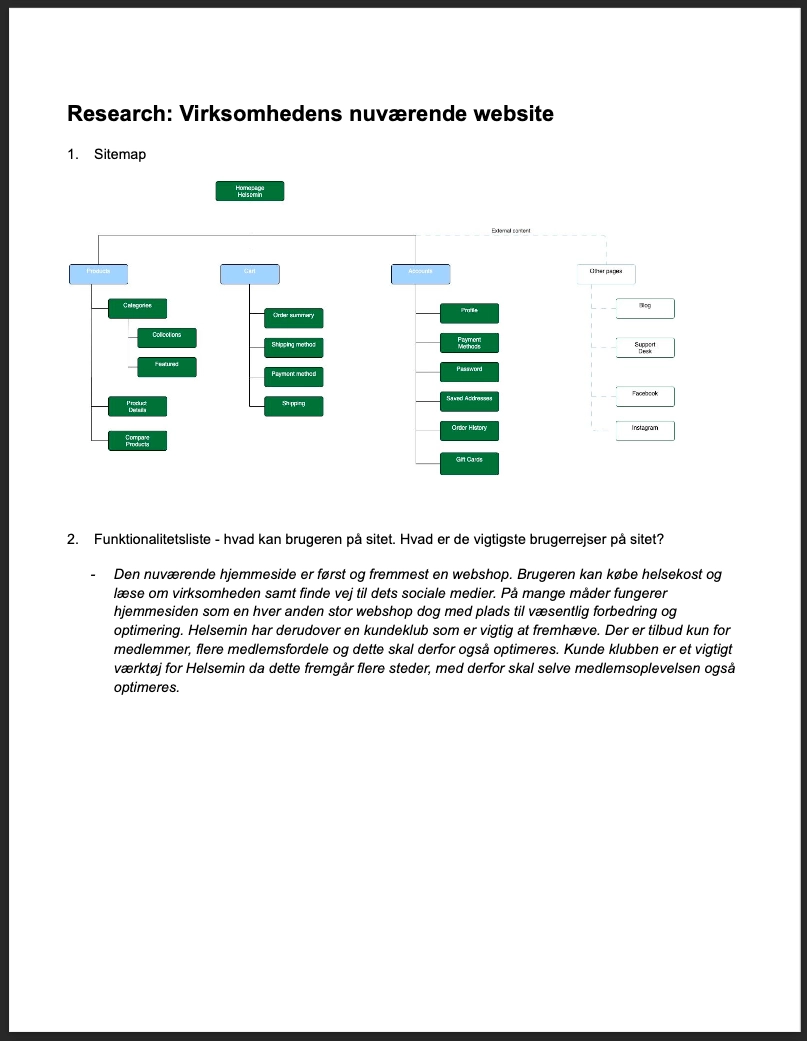 Research: Virksomhedens nuværende website
1. Sitemap
Homepage
Helsemin
External content
Products
Cart
Accounts
Other pages
Categories
Collcetions
Featured
Product
Details
Compare
Products
Order summary
Shipping method
Payment method
Shipping
Profile
Payment
Methods
Password
Saved Addresses
Order History
Gift Cards
Blog
Support
Desk
Facebook
Instagram
2. Funktionalitetsliste - hvad kan brugeren på sitet. Hvad er de vigtigste brugerrejser på sitet?
- Den nuværende hjemmeside er først og fremmest en webshop. Brugeren kan købe helsekost og
læse om virksomheden samt finde vej til dets sociale medier. På mange måder fungerer
hjemmesiden som en hver anden stor webshop dog med plads til væsentlig forbedring og
optimering. Helsemin har derudover en kundeklub som er vigtig at fremhæve. Der er tilbud kun for
medlemmer, flere medlemsfordele og dette skal derfor også optimeres. Kunde klubben er et vigtigt
værktøj for Helsemin da dette fremgår flere steder, med derfor skal selve medlemsoplevelsen også
optimeres.